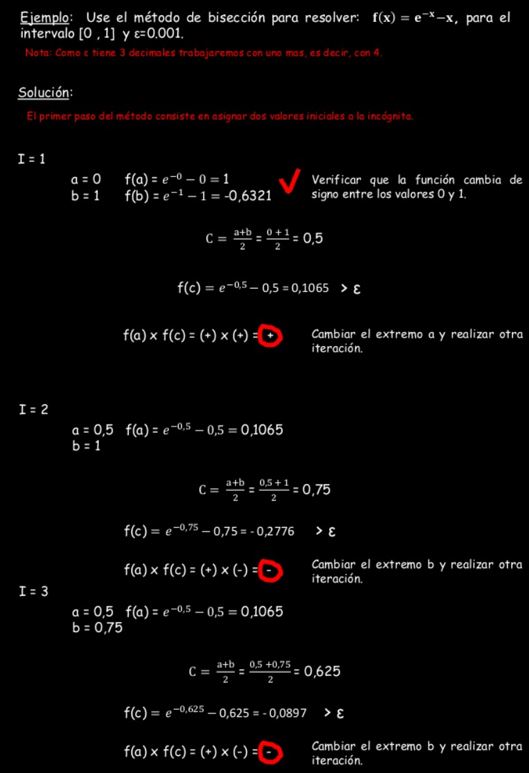 Ejemplo: Use el método de bisección para resolver: f(x) = e^{-x}-x, para el
intervalo [0 , 1] y ε=0.001.
Nota: Como ε tiene 3 decimales trabajaremos con uno mas, es decir, con 4.
Solución:
El primer paso del método consiste en asignar dos valores iniciales a la incógnita.
I = 1
a = 0 f(a) = e^{-0} - 0 = 1 ✓ Verificar que la función cambia de
b = 1 f(b) = e^{-1} - 1 = -0,6321 signo entre los valores 0 y 1.
C = \frac{a+b}{2} = \frac{0+1}{2} = 0,5
f(c) = e^{-0,5} - 0,5 = 0,1065 > ε
f(a) x f(c) = (+) x (+) = + Cambiar el extremo a y realizar otra
iteración.
I = 2
a = 0,5 f(a) = e^{-0,5} - 0,5 = 0,1065
b = 1
C = \frac{a+b}{2} = \frac{0,5+1}{2} = 0,75
f(c) = e^{-0,75} - 0,75 = - 0,2776 > ε
f(a) x f(c) = (+) x (-) = - Cambiar el extremo b y realizar otra
iteración.
I = 3
a = 0,5 f(a) = e^{-0,5} - 0,5 = 0,1065
b = 0,75
C = \frac{a+b}{2} = \frac{0,5 +0,75}{2} = 0,625
f(c) = e^{-0,625} - 0,625 = - 0,0897 > ε
f(a) x f(c) = (+) x (-) = - Cambiar el extremo b y realizar otra
iteración.